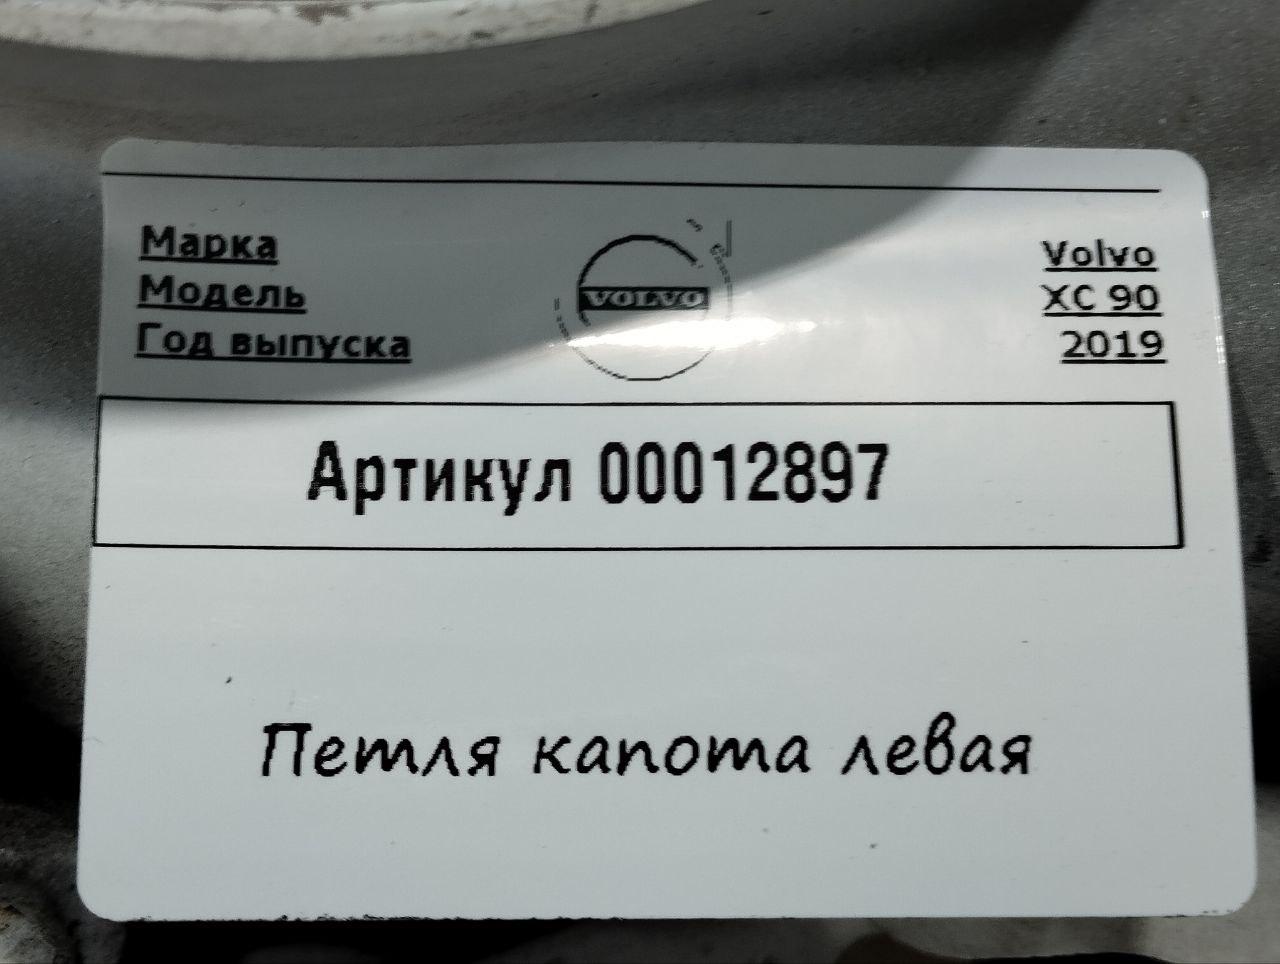 Марка
Модель
Год выпуска
VOLVO
Volvo
XC 90
2019
Артикул 00012897
Петля капота левая